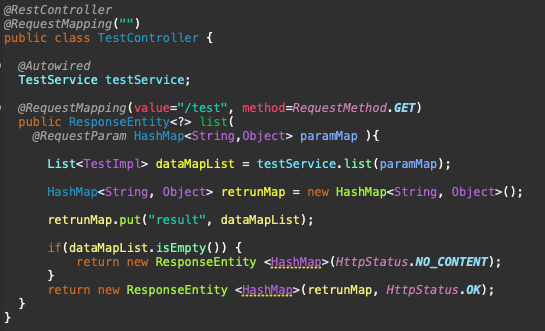 @RestController
@RequestMapping("")
public class TestController {
@Autowired
TestService testService;
@RequestMapping(value="/test", method=RequestMethod.GET)
public ResponseEntity<?> list(
@RequestParam HashMap<String,Object> paramMap ){
List<TestImpl> dataMapList = testService.list(paramMap);
HashMap<String, Object> retrunMap = new HashMap<String, Object>();
retrunMap.put("result", dataMapList);
if(dataMapList.isEmpty()) {
return new ResponseEntity <HashMap>(HttpStatus.NO_CONTENT);
}
return new ResponseEntity <HashMap>(retrunMap, HttpStatus.OK);
}
}